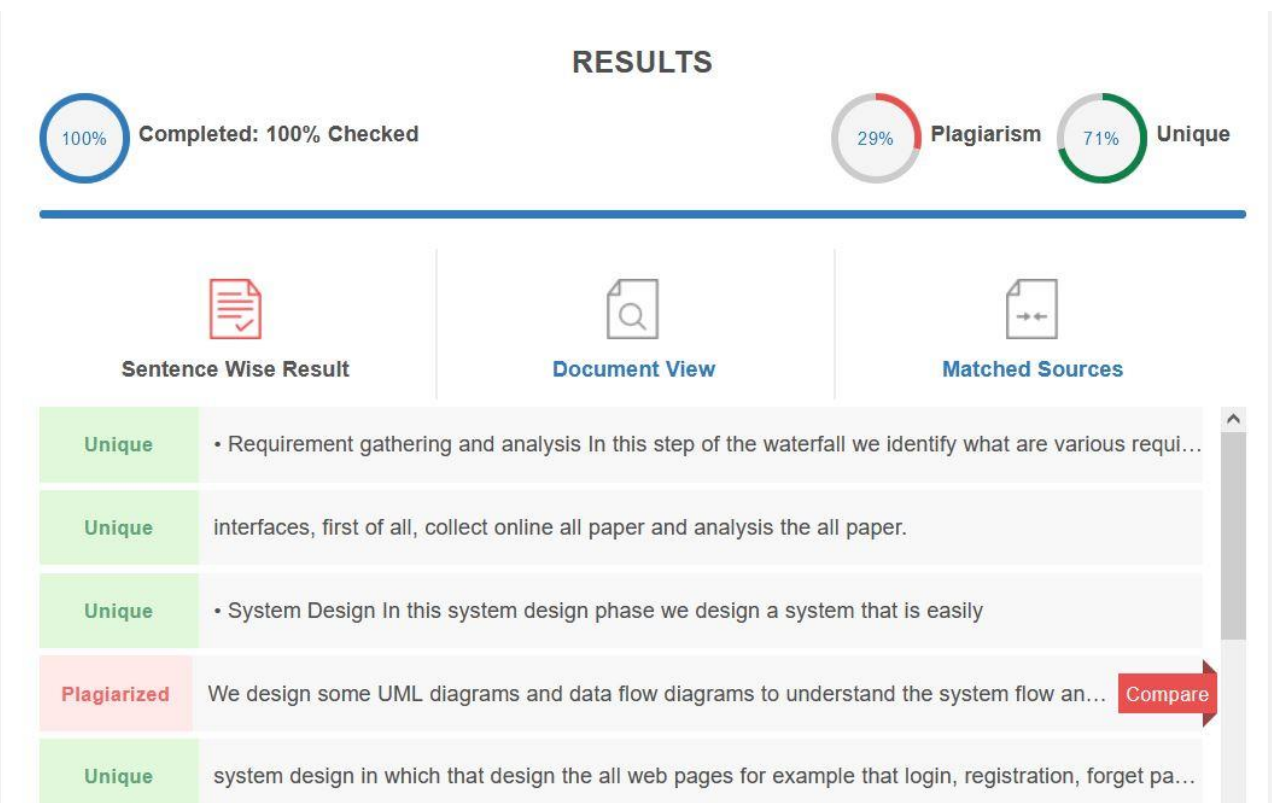 RESULTS
100% Completed: 100% Checked 29% Plagiarism 71% Unique
Sentence Wise Result Document View Matched Sources
Unique • Requirement gathering and analysis In this step of the waterfall we identify what are various requi…
Unique interfaces, first of all, collect online all paper and analysis the all paper.
Unique • System Design In this system design phase we design a system that is easily
Plagiarized We design some UML diagrams and data flow diagrams to understand the system flow an… Compare
Unique system design in which that design the all web pages for example that login, registration, forget pa…